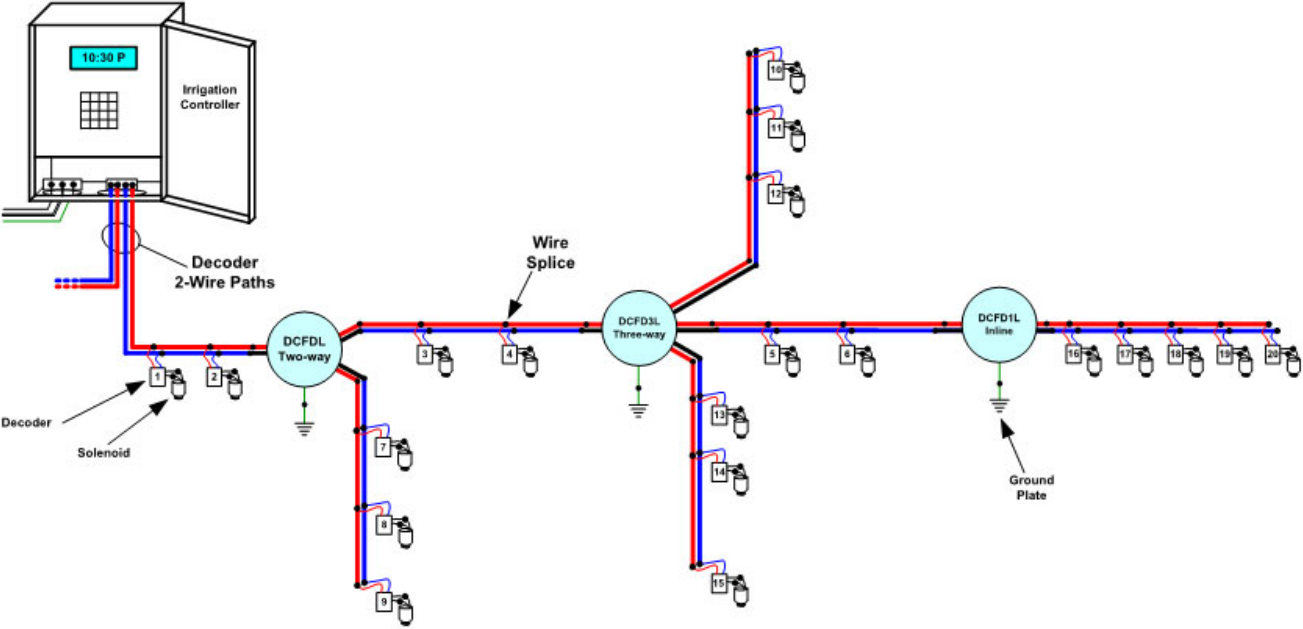 10:30 P
Irrigation
Controller
Decoder
2-Wire Paths
Wire
Splice
DCFDL
Two-way
DCFD3L
Three-way
DCFD1L
Inline
Decoder
Solenoid
Ground
Plate
1
2
3
4
5
6
7
8
9
10
11
12
13
14
15
16
17
18
19
20